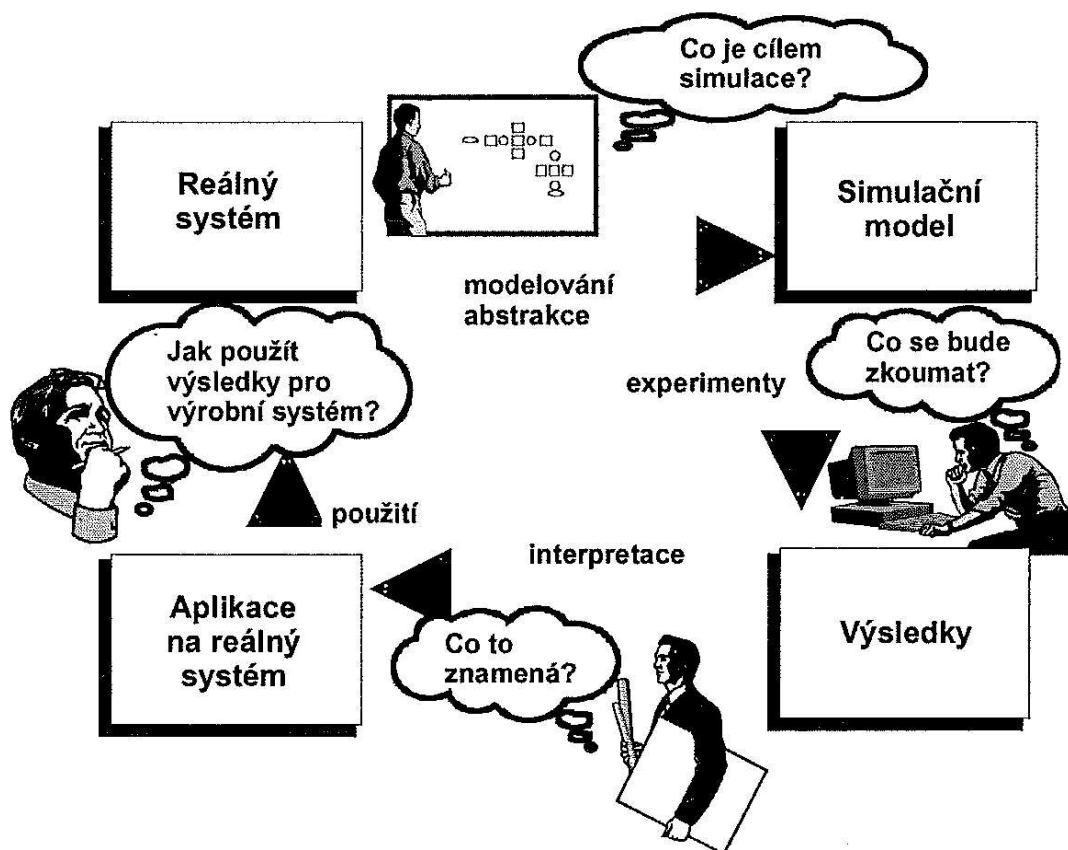 Co je cílem
simulace?
Reálný
systém
Simulační
model
modelování
abstrakce
Jak použít
výsledky pro
výrobní systém?
Co se bude
zkoumat?
experimenty
použití
interpretace
Aplikace
na reálný
systém
Co to
znamená?
Výsledky